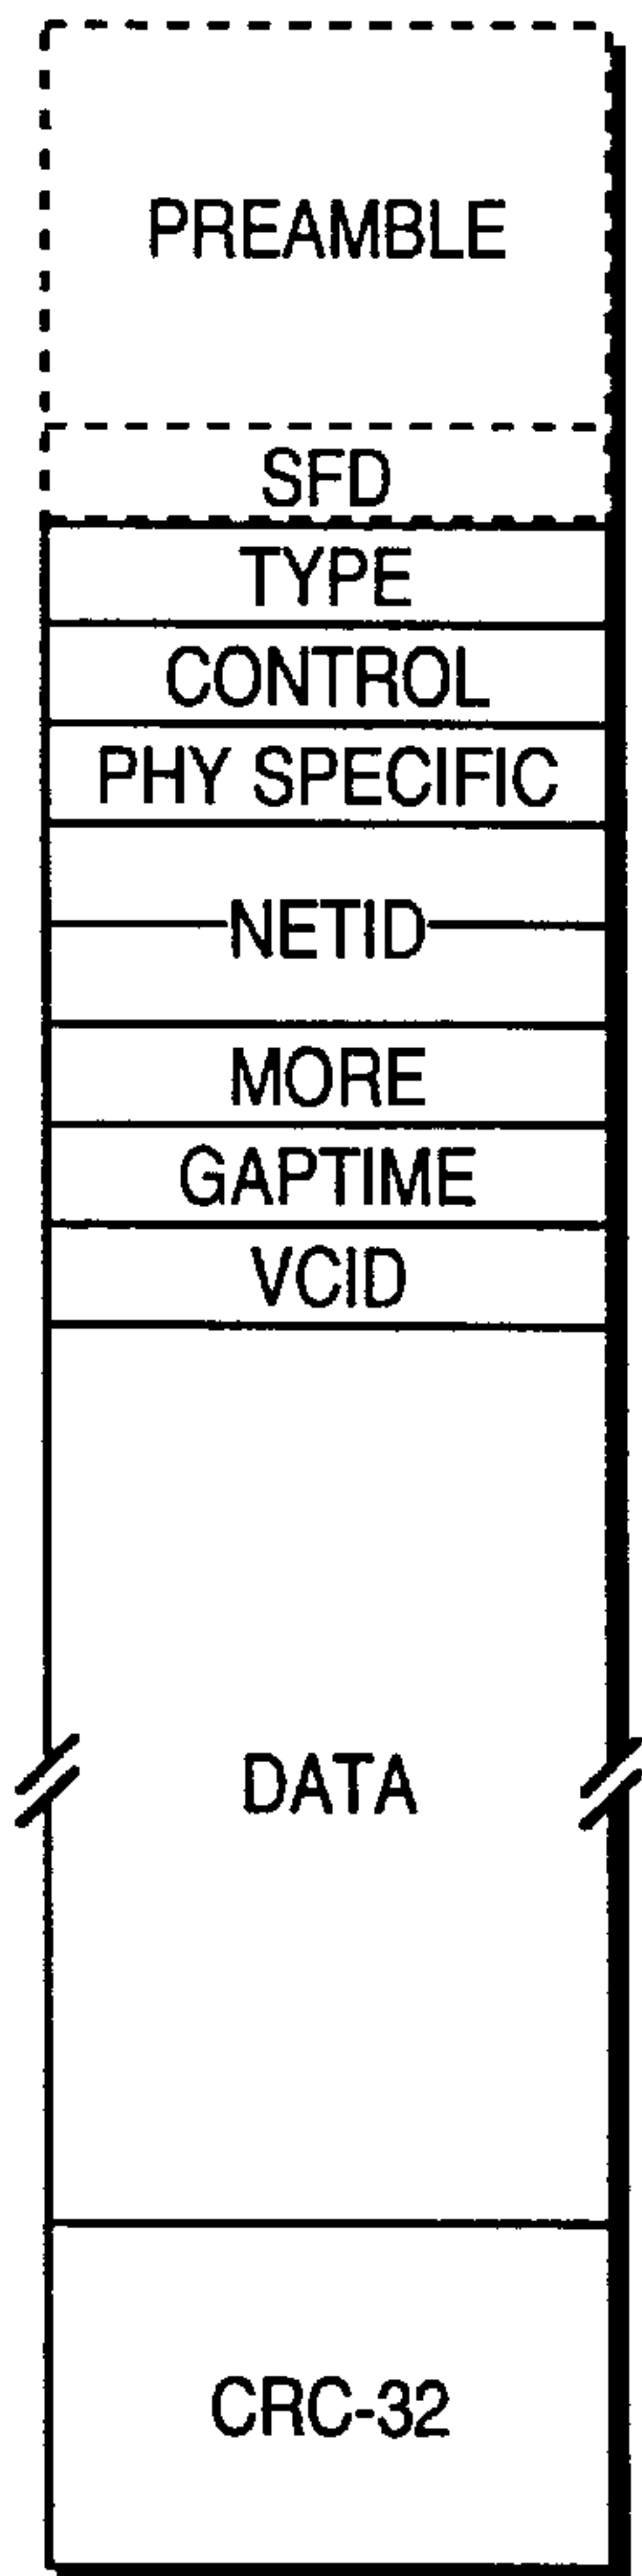 PREAMBLE
SFD
TYPE
CONTROL
PHY SPECIFIC
NETID
MORE
GAPTIME
VCID
DATA
CRC-32